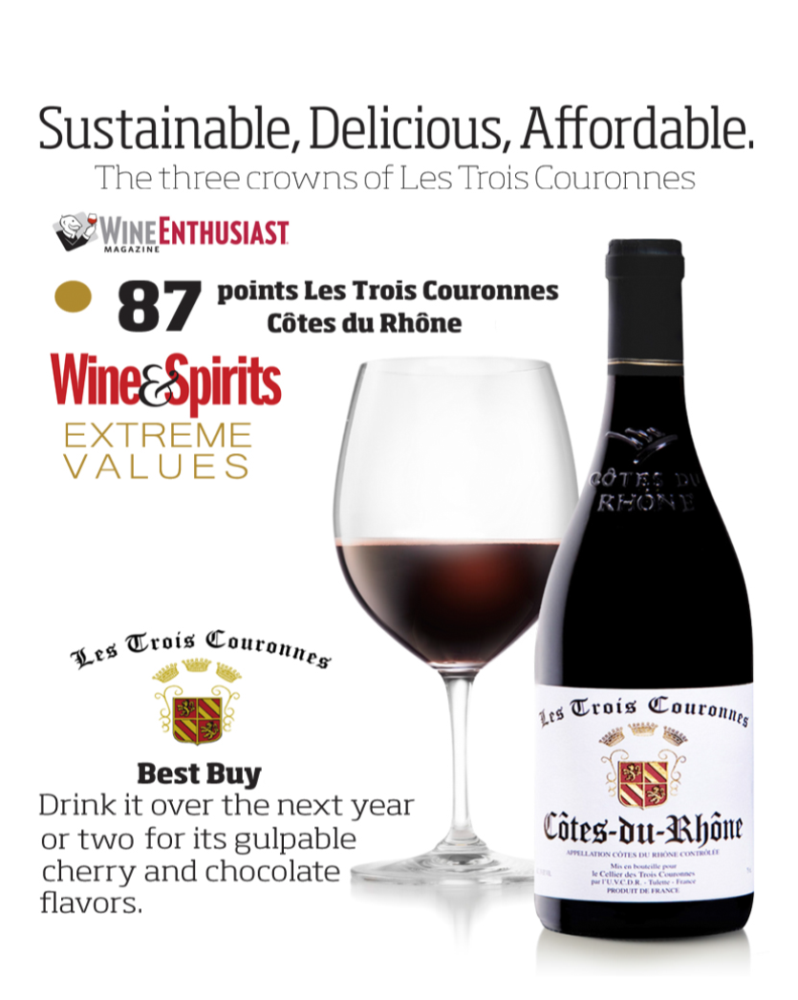 Sustainable, Delicious, Affordable.
The three crowns of Les Trois Couronnes
WINE ENTHUSIAST
MAGAZINE
87 points Les Trois Couronnes
Côtes du Rhône
Wine&Spirits
EXTREME
VALUES
Les Trois Couronnes
Best Buy
Drink it over the next year
or two for its gulpable
cherry and chocolate
flavors.
CÔTES DU
RHÔNE
Les Trois Couronnes
Côtes-du-Rhône
APPELLATION CÔTES DU RHÔNE CONTRÔLÉE
Mis en bouteille pour
le Cellier des Trois Couronnes
par l'U.V.C.D.R. - Tulette - France
PRODUIT DE FRANCE